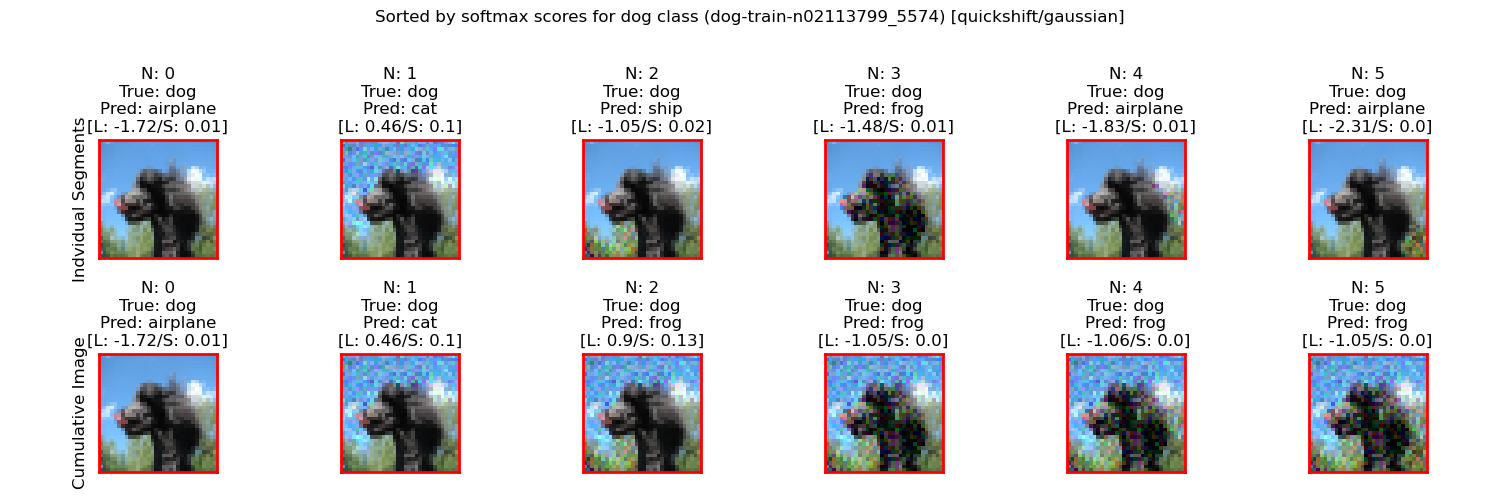 Sorted by softmax scores for dog class (dog-train-n02113799_5574) [quickshift/gaussian]
Indvidual Segments
N: 0
True: dog
Pred: airplane
[L: -1.72/S: 0.01]
N: 1
True: dog
Pred: cat
[L: 0.46/S: 0.1]
N: 2
True: dog
Pred: ship
[L: -1.05/S: 0.02]
N: 3
True: dog
Pred: frog
[L: -1.48/S: 0.01]
N: 4
True: dog
Pred: airplane
[L: -1.83/S: 0.01]
N: 5
True: dog
Pred: airplane
[L: -2.31/S: 0.0]
Cumulative Image
N: 0
True: dog
Pred: airplane
[L: -1.72/S: 0.01]
N: 1
True: dog
Pred: cat
[L: 0.46/S: 0.1]
N: 2
True: dog
Pred: frog
[L: 0.9/S: 0.13]
N: 3
True: dog
Pred: frog
[L: -1.05/S: 0.0]
N: 4
True: dog
Pred: frog
[L: -1.06/S: 0.0]
N: 5
True: dog
Pred: frog
[L: -1.05/S: 0.0]